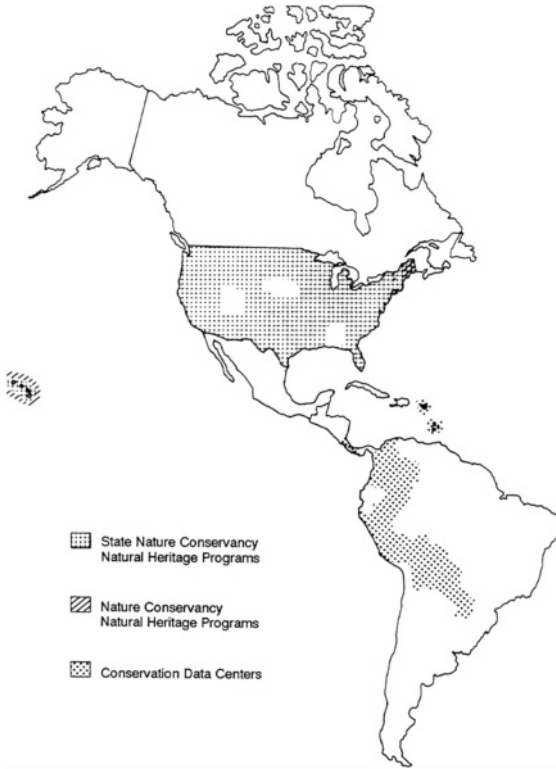 State Nature Conservancy
Natural Heritage Programs
Nature Conservancy
Natural Heritage Programs
Conservation Data Centers